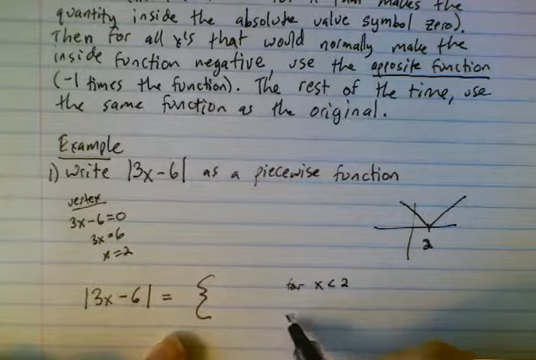 that makes the
quantity inside the absolute value symbol zero).
Then for all x's that would normally make the
inside function negative, use the opposite function
(-1 times the function). The rest of the time, use
the same function as the original.
Example
1) Write |3x-6| as a piecewise function
vertex
3x-6=0
3x=6
x=2
2
|3x-6| = {
for x<2